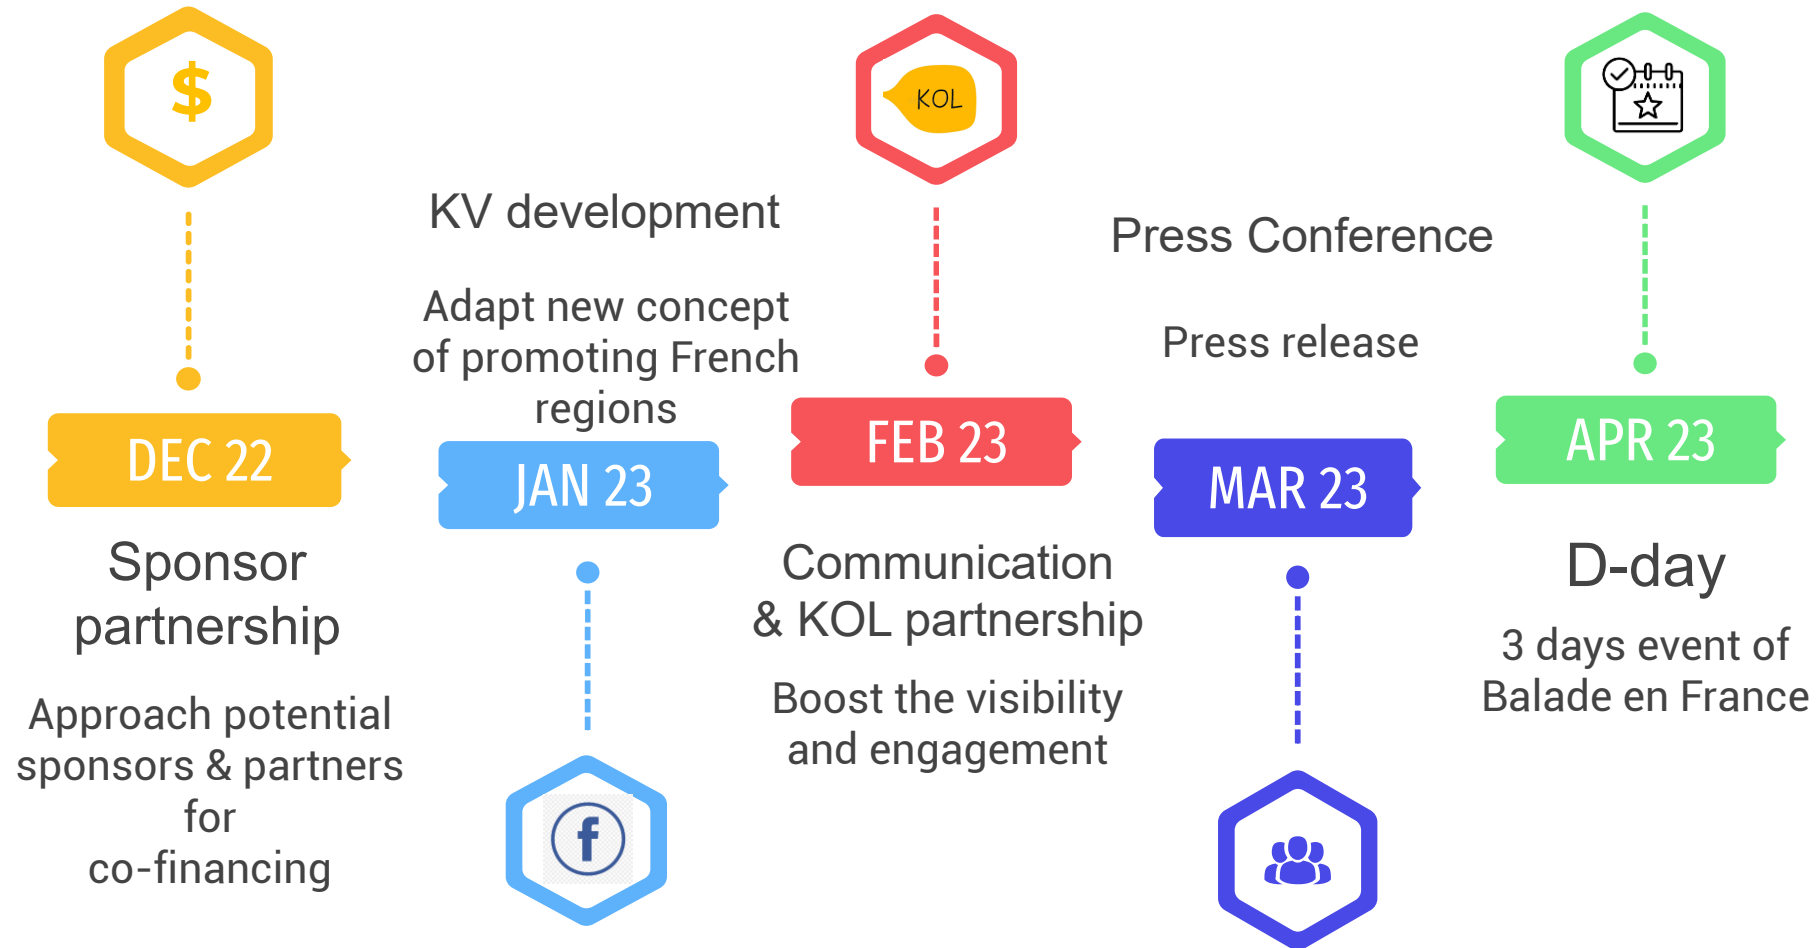 $
DEC 22
Sponsor
partnership
Approach potential
sponsors & partners
for
co-financing
KV development
Adapt new concept
of promoting French
regions
JAN 23
f
KOL
FEB 23
Communication
& KOL partnership
Boost the visibility
and engagement
Press Conference
Press release
MAR 23
APR 23
D-day
3 days event of
Balade en France